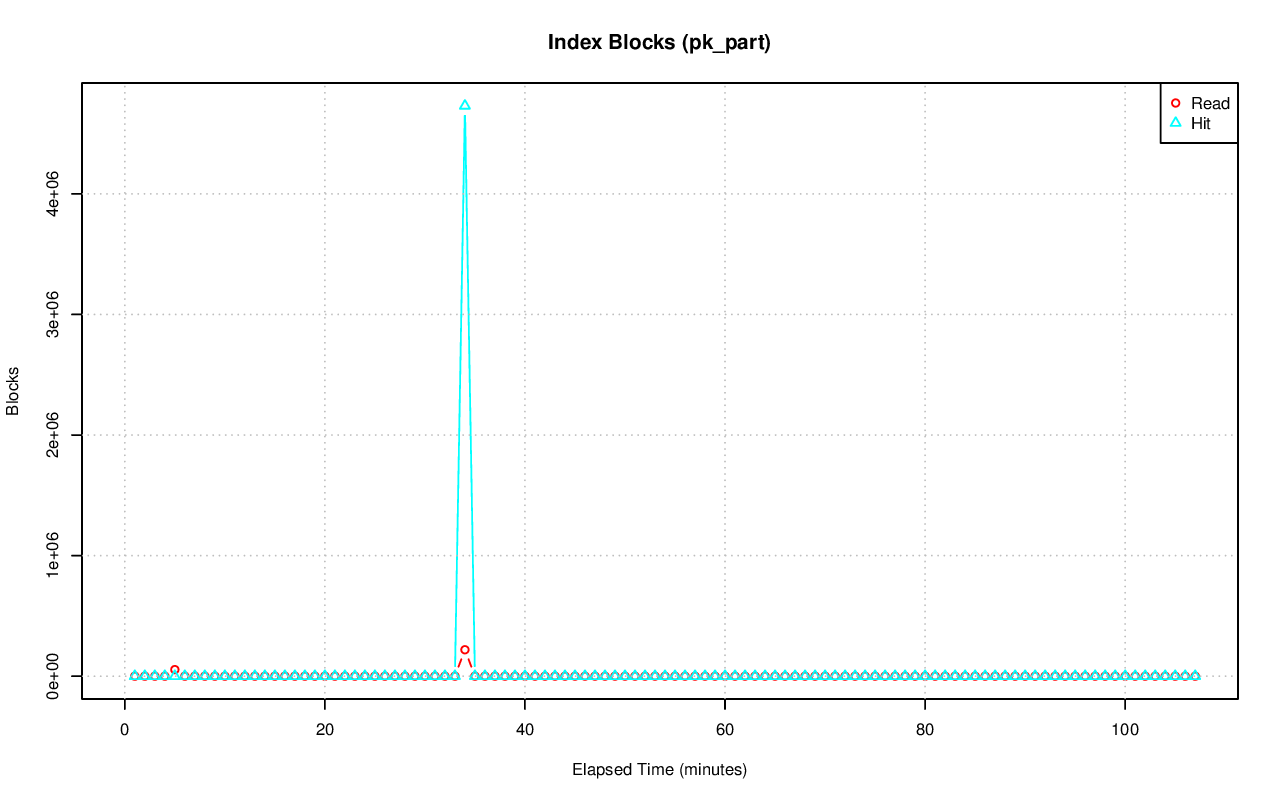 Index Blocks (pk_part)
Read
Hit
Blocks
4e+06
3e+06
2e+06
1e+06
0e+00
0 20 40 60 80 100
Elapsed Time (minutes)